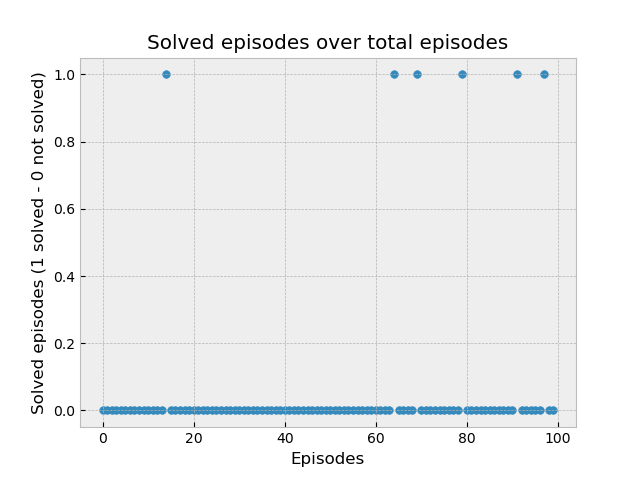 Solved episodes over total episodes
Solved episodes (1 solved - 0 not solved)
1.0
0.8
0.6
0.4
0.2
0.0
0 20 40 60 80 100
Episodes